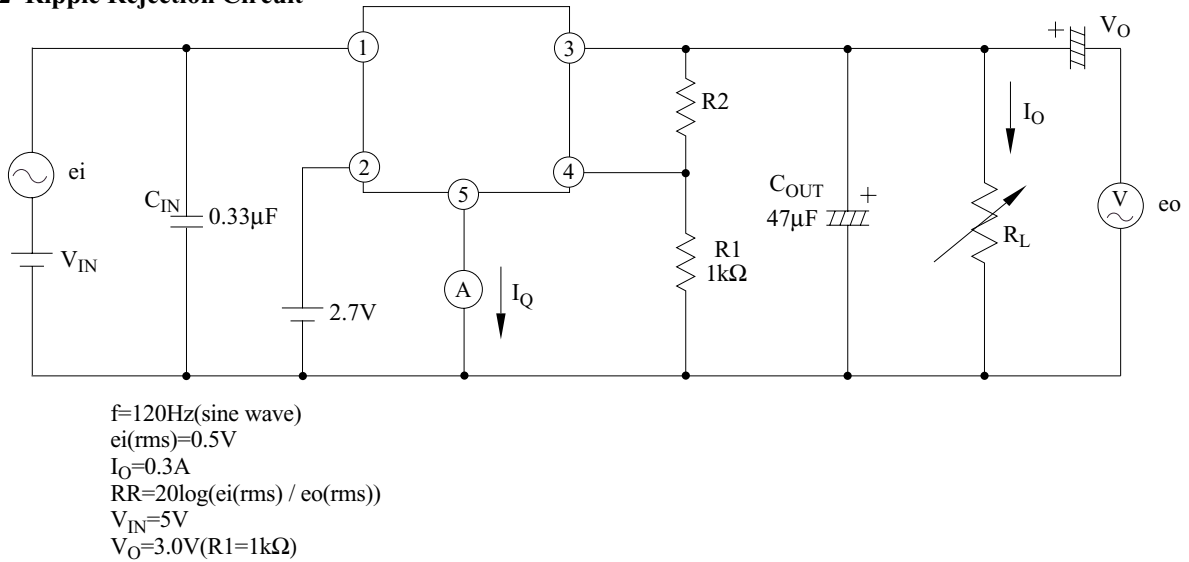 2 Ripple Rejection Circuit
1
3
+
V_O
R2
I_O
ei
2
4
5
C_IN
0.33μF
C_OUT
+
47μF
V
eo
V_IN
R1
1kΩ
R_L
A
I_Q
2.7V
f=120Hz(sine wave)
ei(rms)=0.5V
I_O=0.3A
RR=20log(ei(rms) / eo(rms))
V_IN=5V
V_O=3.0V(R1=1kΩ)